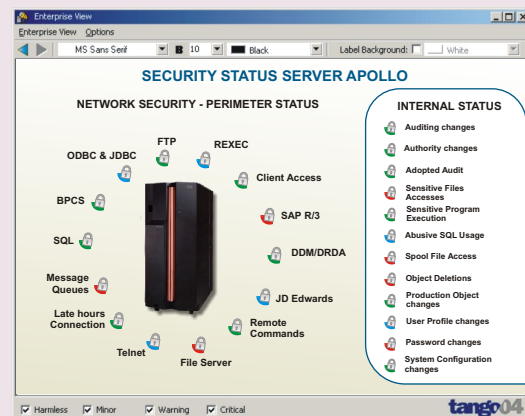 Enterprise View
Enterprise View Options
MS Sans Serif B 10 Black Label Background: White
SECURITY STATUS SERVER APOLLO
NETWORK SECURITY - PERIMETER STATUS
FTP
REXEC
ODBC & JDBC
Client Access
BPCS
SAP R/3
SQL
DDM/DRDA
Message
Queues
JD Edwards
Late hours
Connection
Remote
Commands
Telnet
File Server
INTERNAL STATUS
Auditing changes
Authority changes
Adopted Audit
Sensitive Files
Accesses
Sensitive Program
Execution
Abusive SQL Usage
Spool File Access
Object Deletions
Production Object
changes
User Profile changes
Password changes
System Configuration
changes
Harmless Minor Warning Critical
tango04